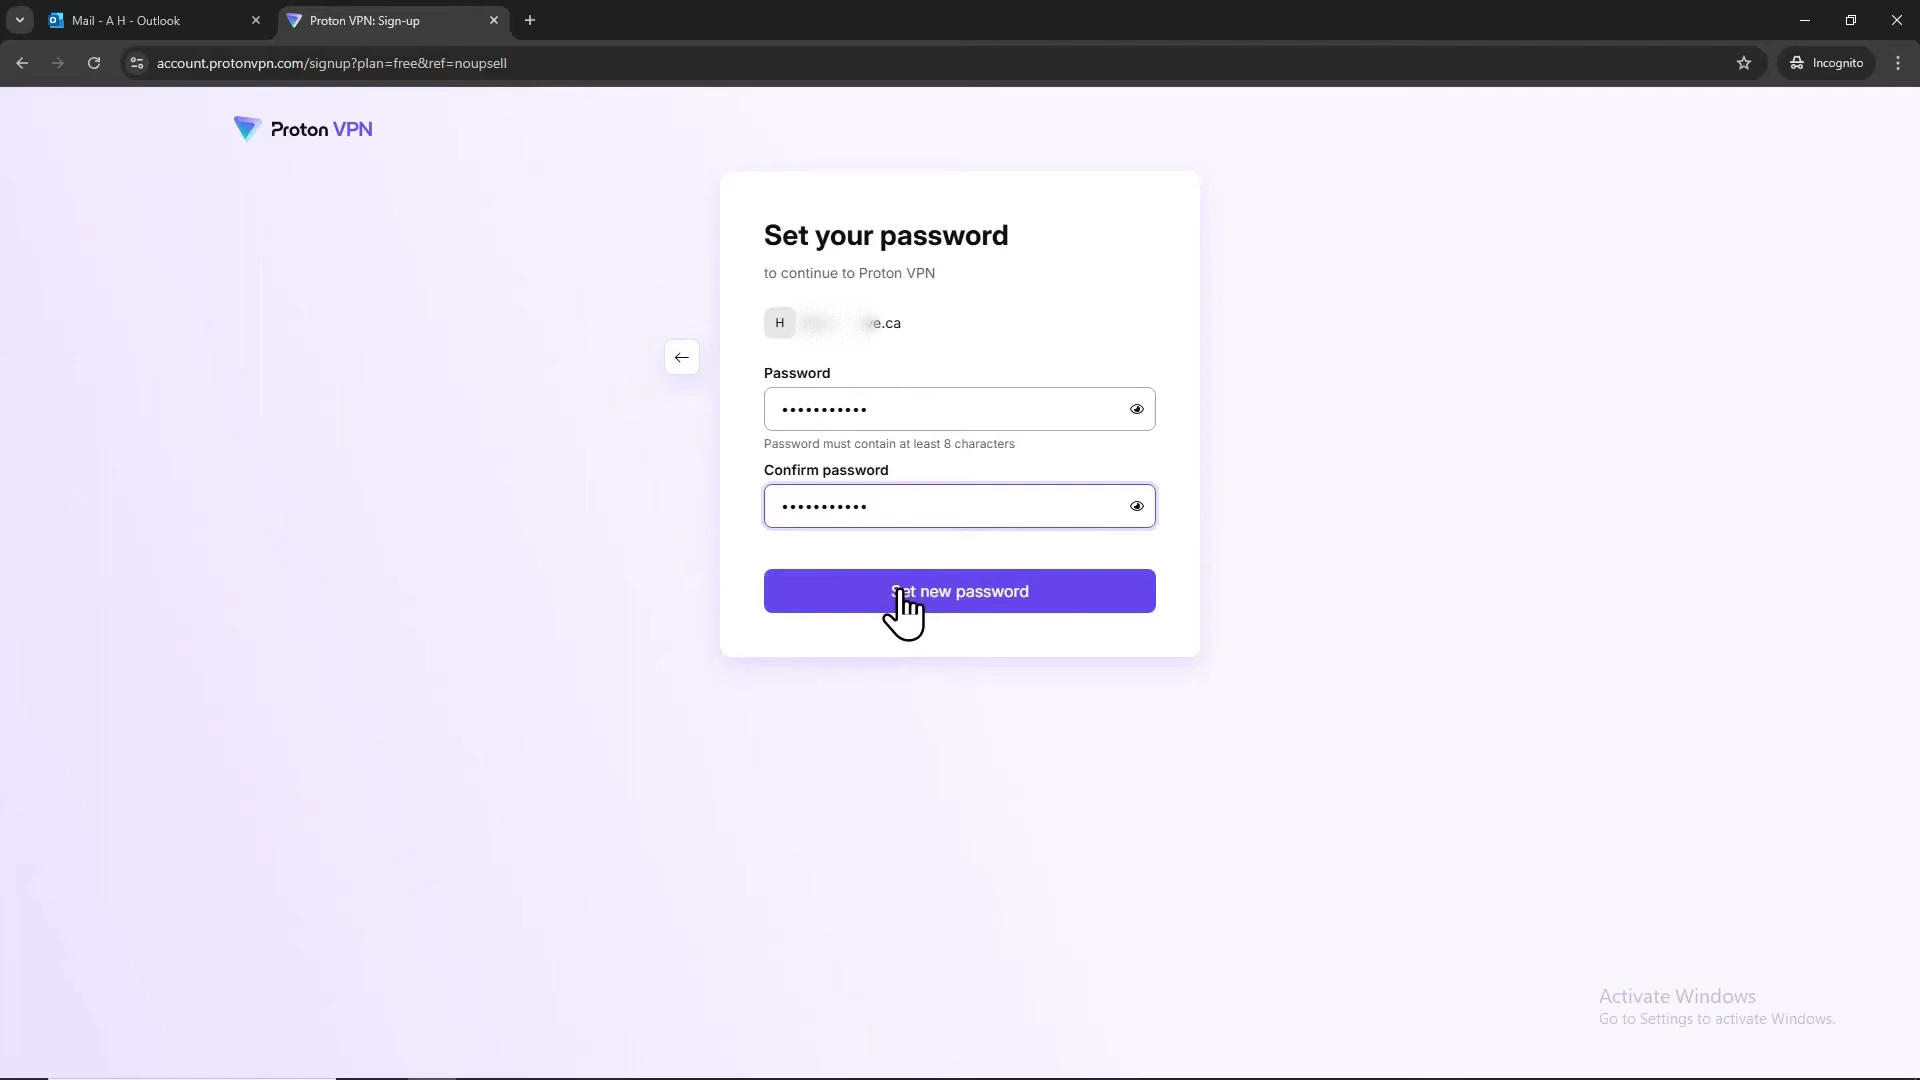 Mail - A H - Outlook
Proton VPN: Sign-up
account.protonvpn.com/signup?plan=free&ref=noupsell
Incognito
Proton VPN
Set your password
to continue to Proton VPN
H
e.ca
Password
•••••••••••
Password must contain at least 8 characters
Confirm password
•••••••••••
Set new password
Activate Windows
Go to Settings to activate Windows.